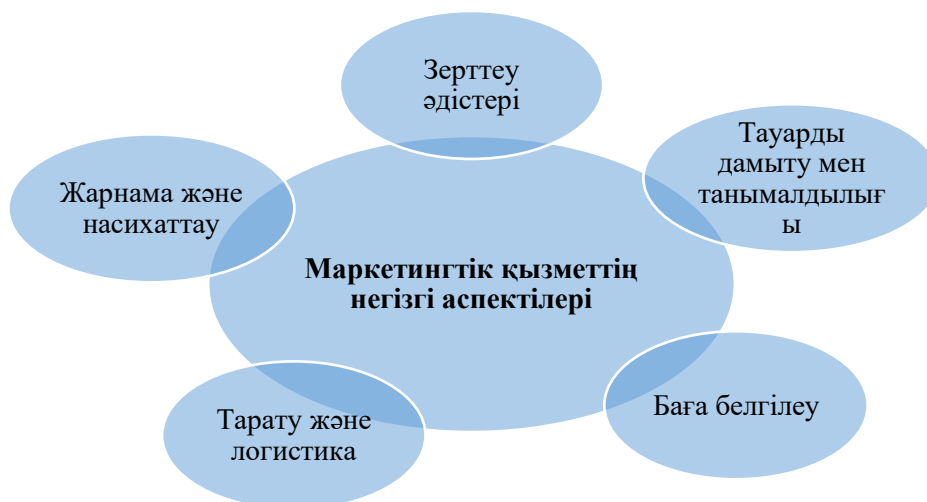 Зерттеу
әдістері
Тауарды
дамыту мен
танымалдылығ
ы
Жарнама және
насихаттау
Маркетингтік қызметтің
негізгі аспектілері
Баға белгілеу
Тарату және
логистика